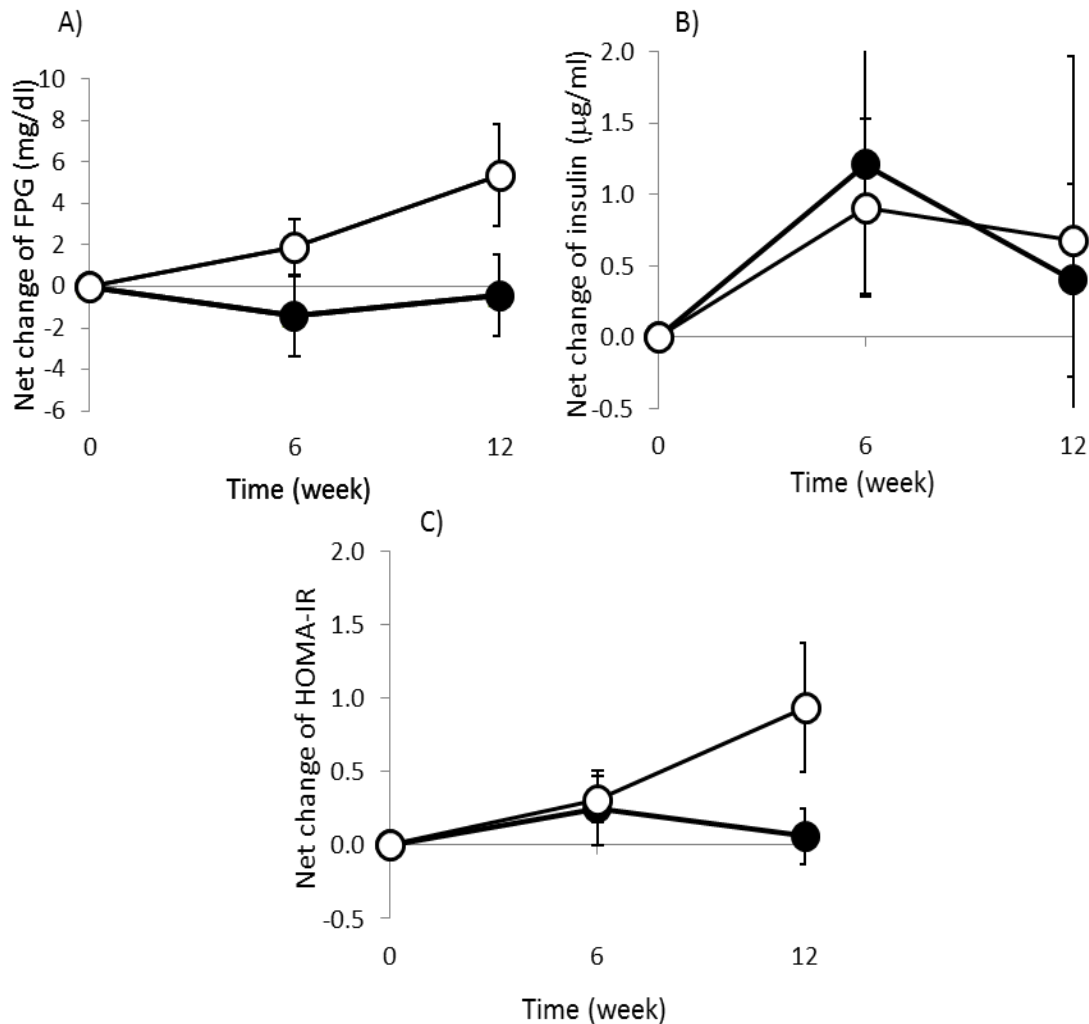 A)
Net change of FPG (mg/dl)
10
8
6
4
2
0
-2
-4
-6
0 6 12
Time (week)
B)
Net change of insulin (µg/ml)
2.0
1.5
1.0
0.5
0.0
-0.5
0 6 12
Time (week)
C)
Net change of HOMA-IR
2.0
1.5
1.0
0.5
0.0
-0.5
0 6 12
Time (week)